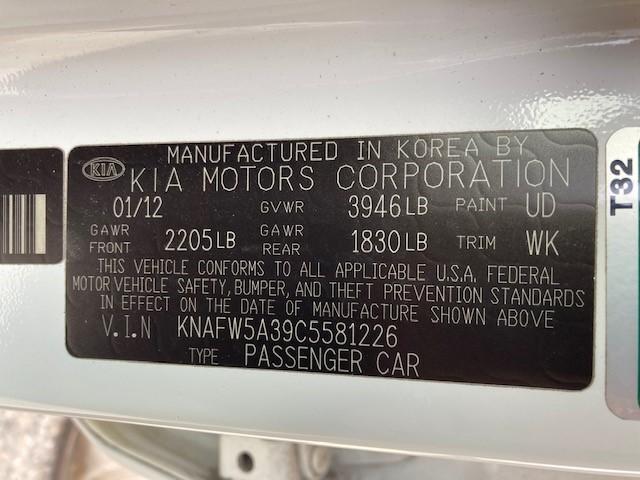 MANUFACTURED IN KOREA BY
KIA KIA MOTORS CORPORATION
01/12 GVWR 3946LB PAINT UD
GAWR FRONT 2205LB GAWR REAR 1830LB TRIM WK
THIS VEHICLE CONFORMS TO ALL APPLICABLE U.S.A. FEDERAL
MOTOR VEHICLE SAFETY, BUMPER, AND THEFT PREVENTION STANDARDS
IN EFFECT ON THE DATE OF MANUFACTURE SHOWN ABOVE
V.I.N KNAFW5A39C5581226
TYPE PASSENGER CAR
T32